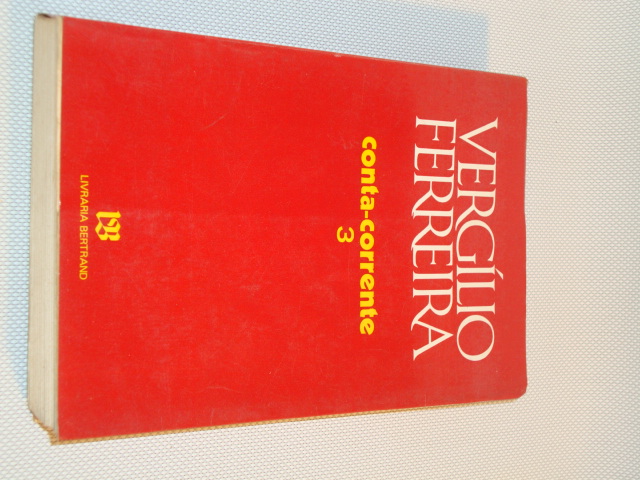 VERGÍLIO
FERREIRA
conta-corrente
3
LIVRARIA BERTRAND